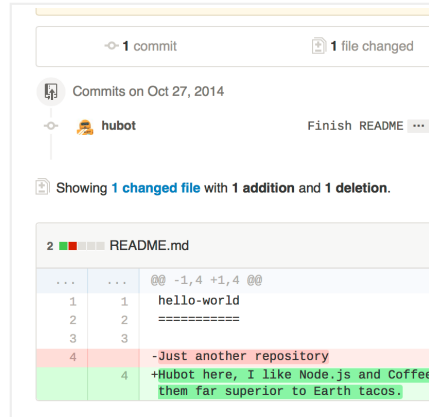 1 commit 1 file changed
Commits on Oct 27, 2014
hubot Finish README ...
Showing 1 changed file with 1 addition and 1 deletion.
2 README.md
... ... @@ -1,4 +1,4 @@
1 1 hello-world
2 2 ===========
3 3
4 -Just another repository
4 +Hubot here, I like Node.js and Coffee
them far superior to Earth tacos.